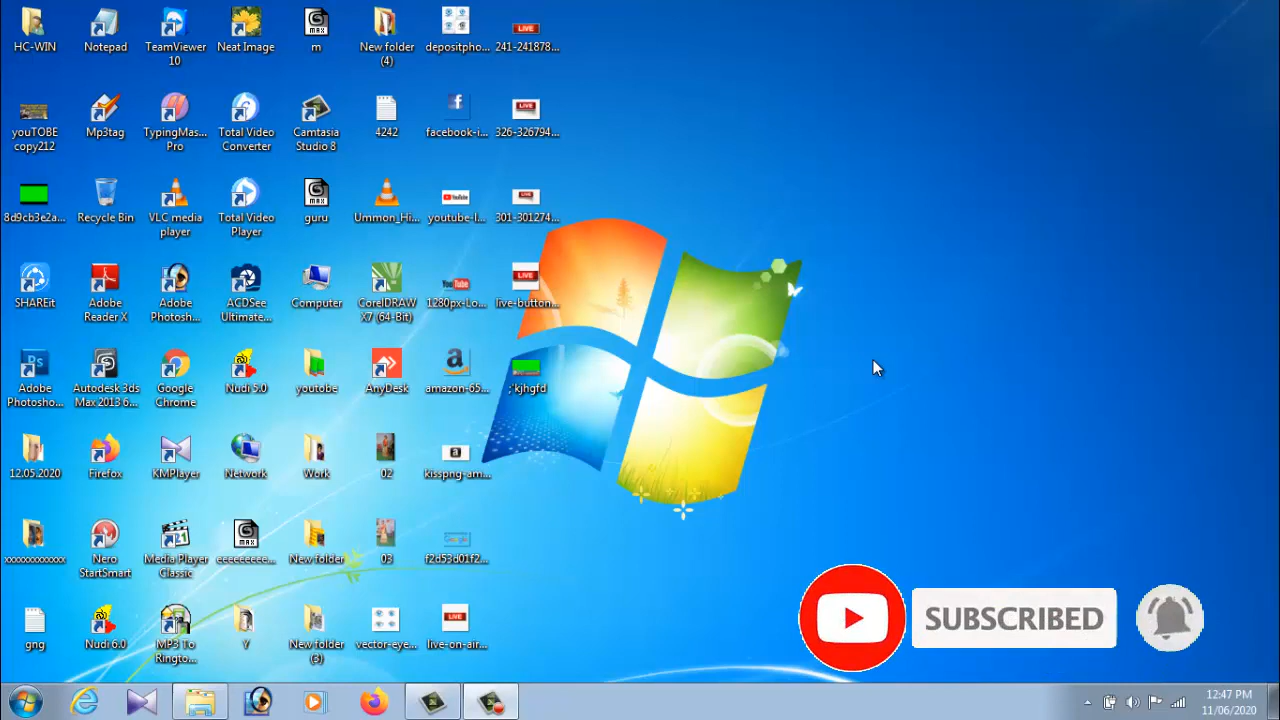 HC-WIN
Notepad
TeamViewer
10
Neat Image
m
New folder
(4)
depositpho...
241-241878...
youTOBE
copy212
Mp3tag
TypingMas...
Pro
Total Video
Converter
Camtasia
Studio 8
4242
facebook-i...
326-326794...
8d9cb3e2a...
Recycle Bin
VLC media
player
Total Video
Player
guru
Ummon_Hi...
youtube-l...
301-301274...
SHAREit
Adobe
Reader X
Adobe
Photosh...
ACDSee
Ultimate...
Computer
CorelDRAW
X7 (64-Bit)
1280px-Lo...
live-button...
Adobe
Photosho...
Autodesk 3ds
Max 2013 6...
Google
Chrome
Nudi 5.0
youtobe
AnyDesk
amazon-65...
;'kjhgfd
12.05.2020
Firefox
KMPlayer
Network
Work
02
kisspng-am...
xxxxxxxxxxxxx
Nero
StartSmart
Media Player
Classic
eeeeeeeee...
New folder
03
f2d53d01f2...
gng
Nudi 6.0
MP3 To
Ringto...
Y
New folder
(3)
vector-eye...
live-on-air...
LIVE
LIVE
LIVE
LIVE
LIVE
YouTube
YouTube
SUBSCRIBED
12:47 PM
11/06/2020